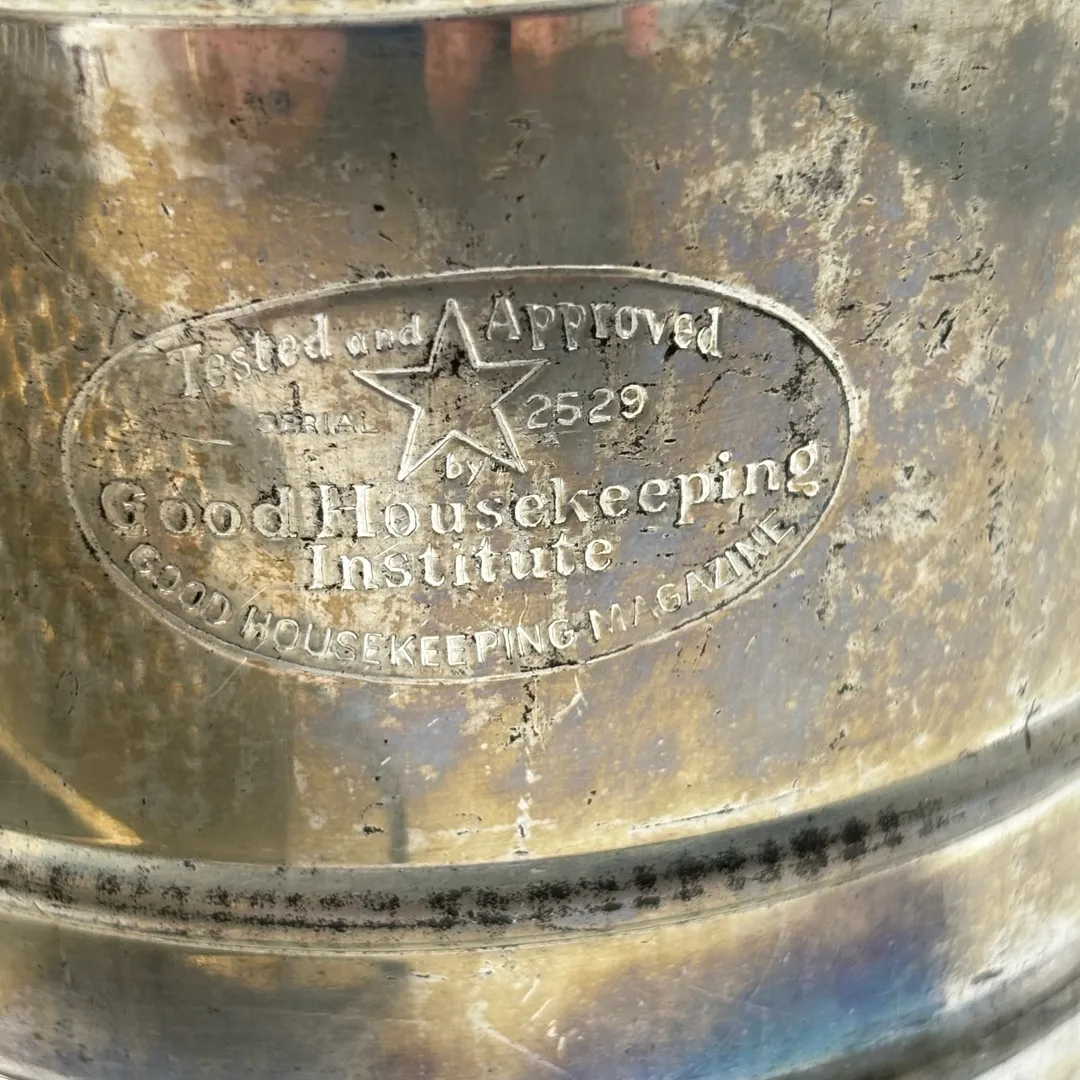 Tested and Approved
SERIAL 2529
by
Good Housekeeping
Institute
GOOD HOUSEKEEPING MAGAZINE